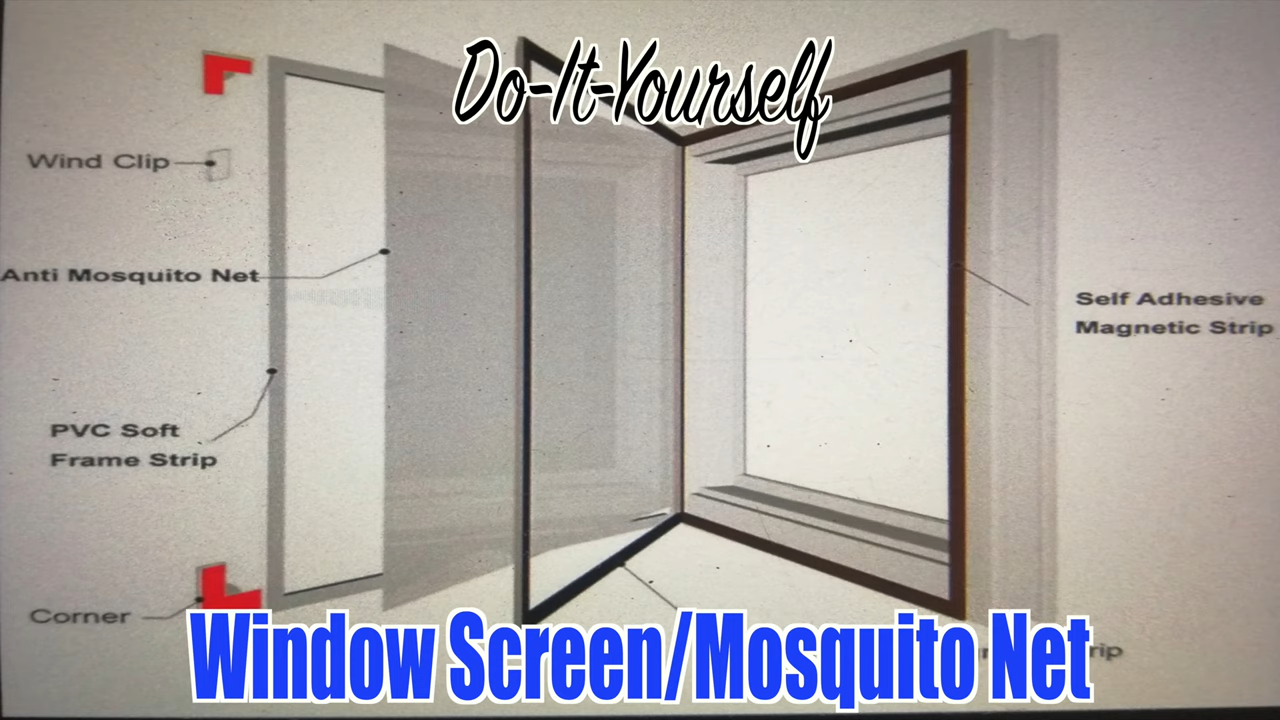 Do-It-Yourself
Wind Clip
Anti Mosquito Net
Self Adhesive
Magnetic Strip
PVC Soft
Frame Strip
Corner
Window Screen/Mosquito Net